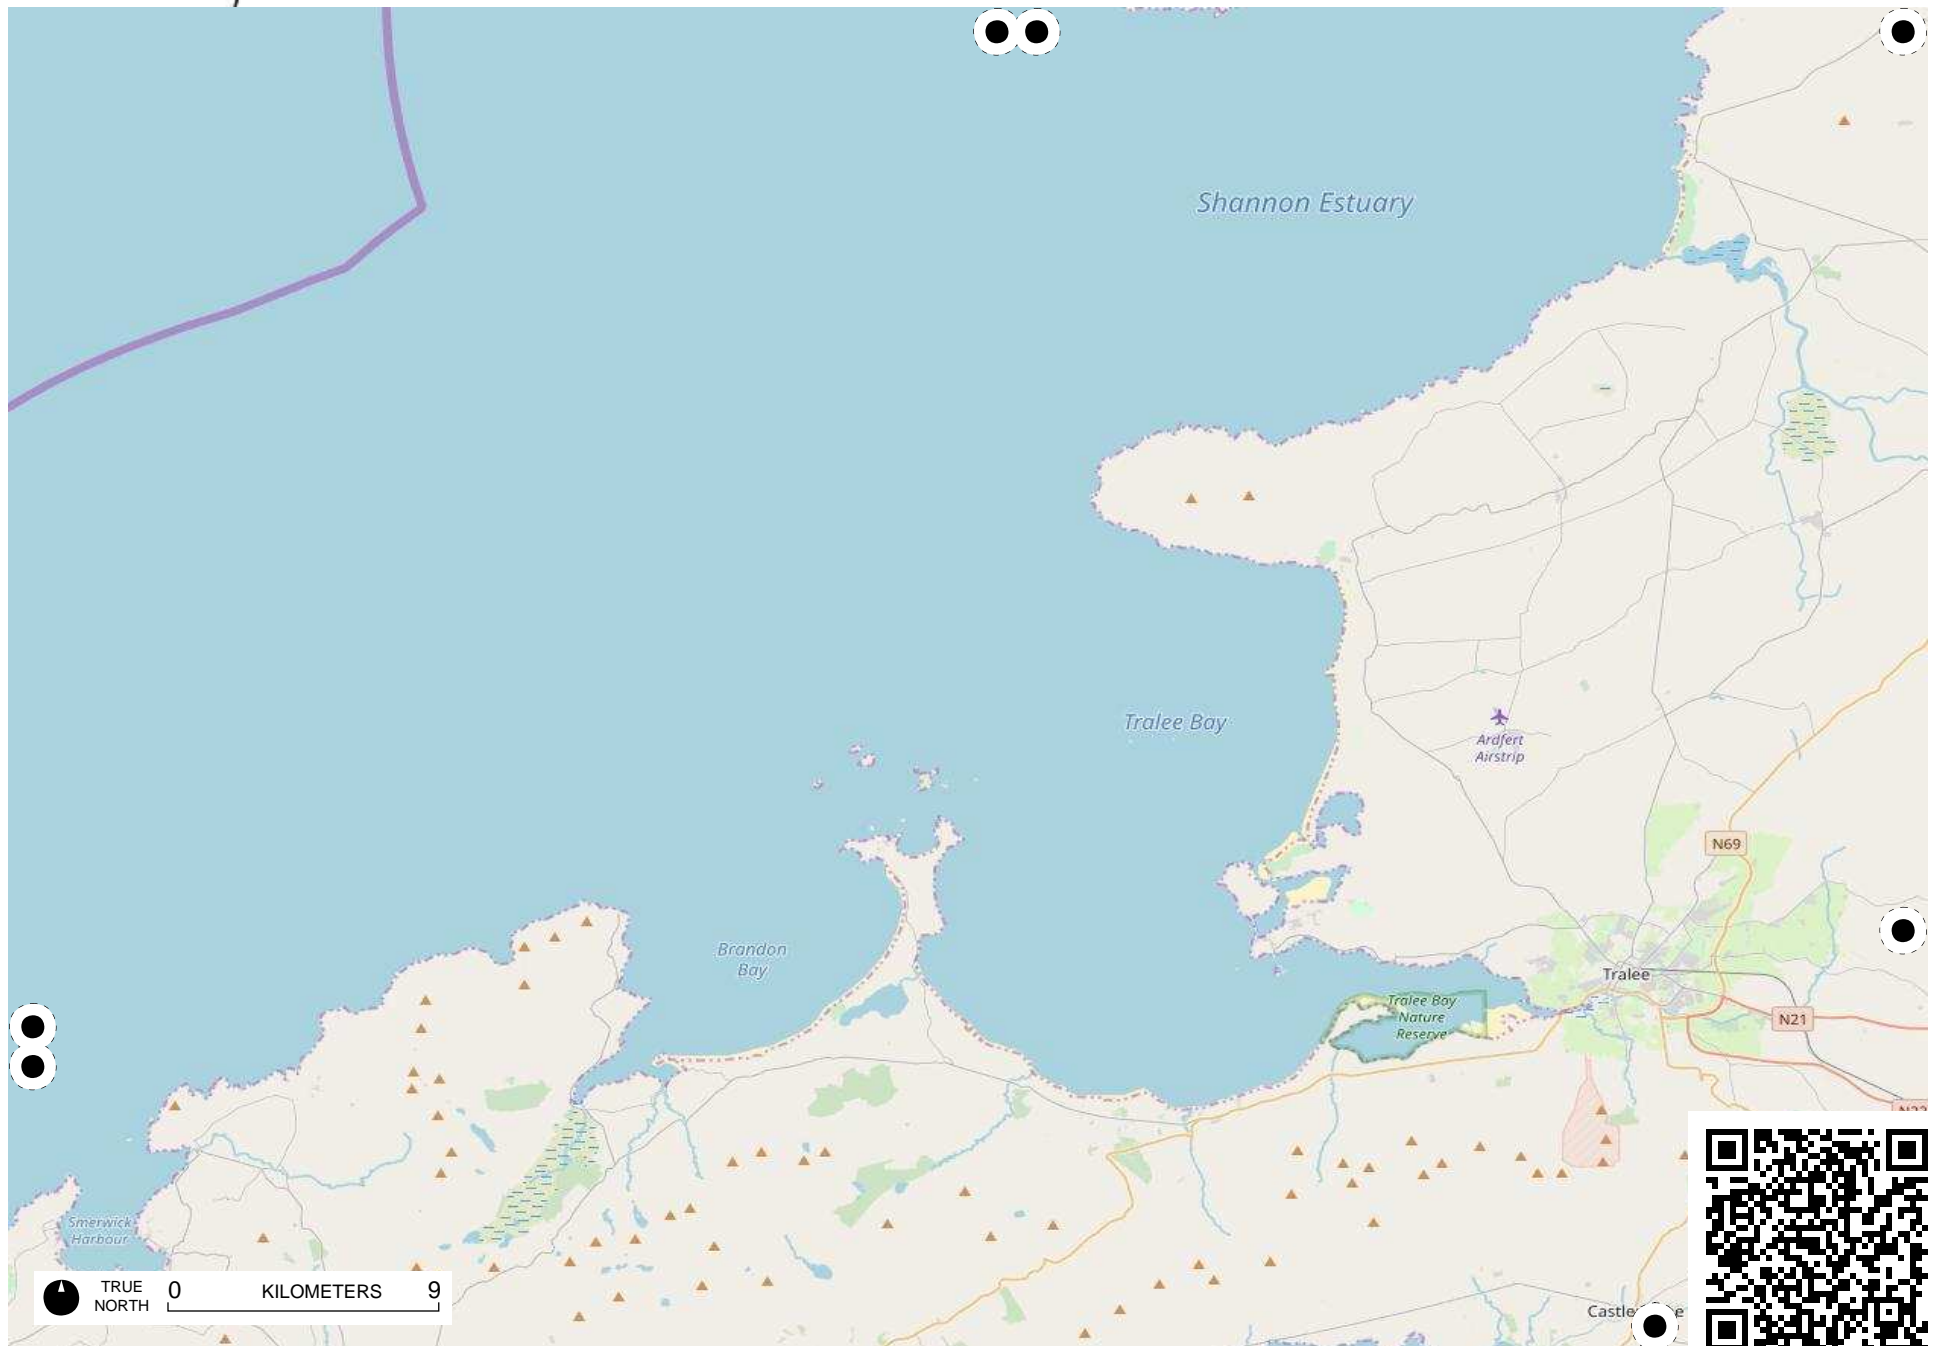 Shannon Estuary
Tralee Bay
Ardfert
Airstrip
N69
Brandon
Bay
Tralee
Tralee Bay
Nature
Reserve
N21
Smerwick
Harbour
TRUE
NORTH
0 KILOMETERS 9